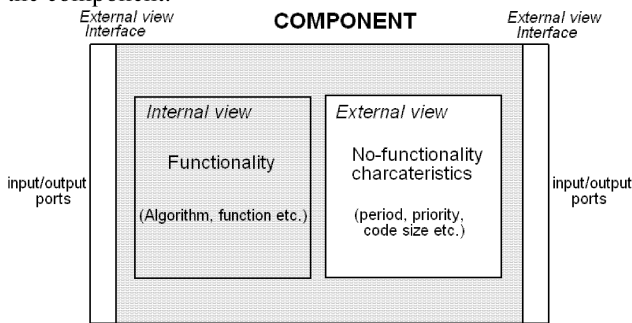 the component.
External view
Interface
COMPONENT
External view
Interface
Internal view
Functionality
(Algorithm, function etc.)
External view
No-functionality
charcateristics
(period, priority,
code size etc.)
input/output
ports
input/output
ports